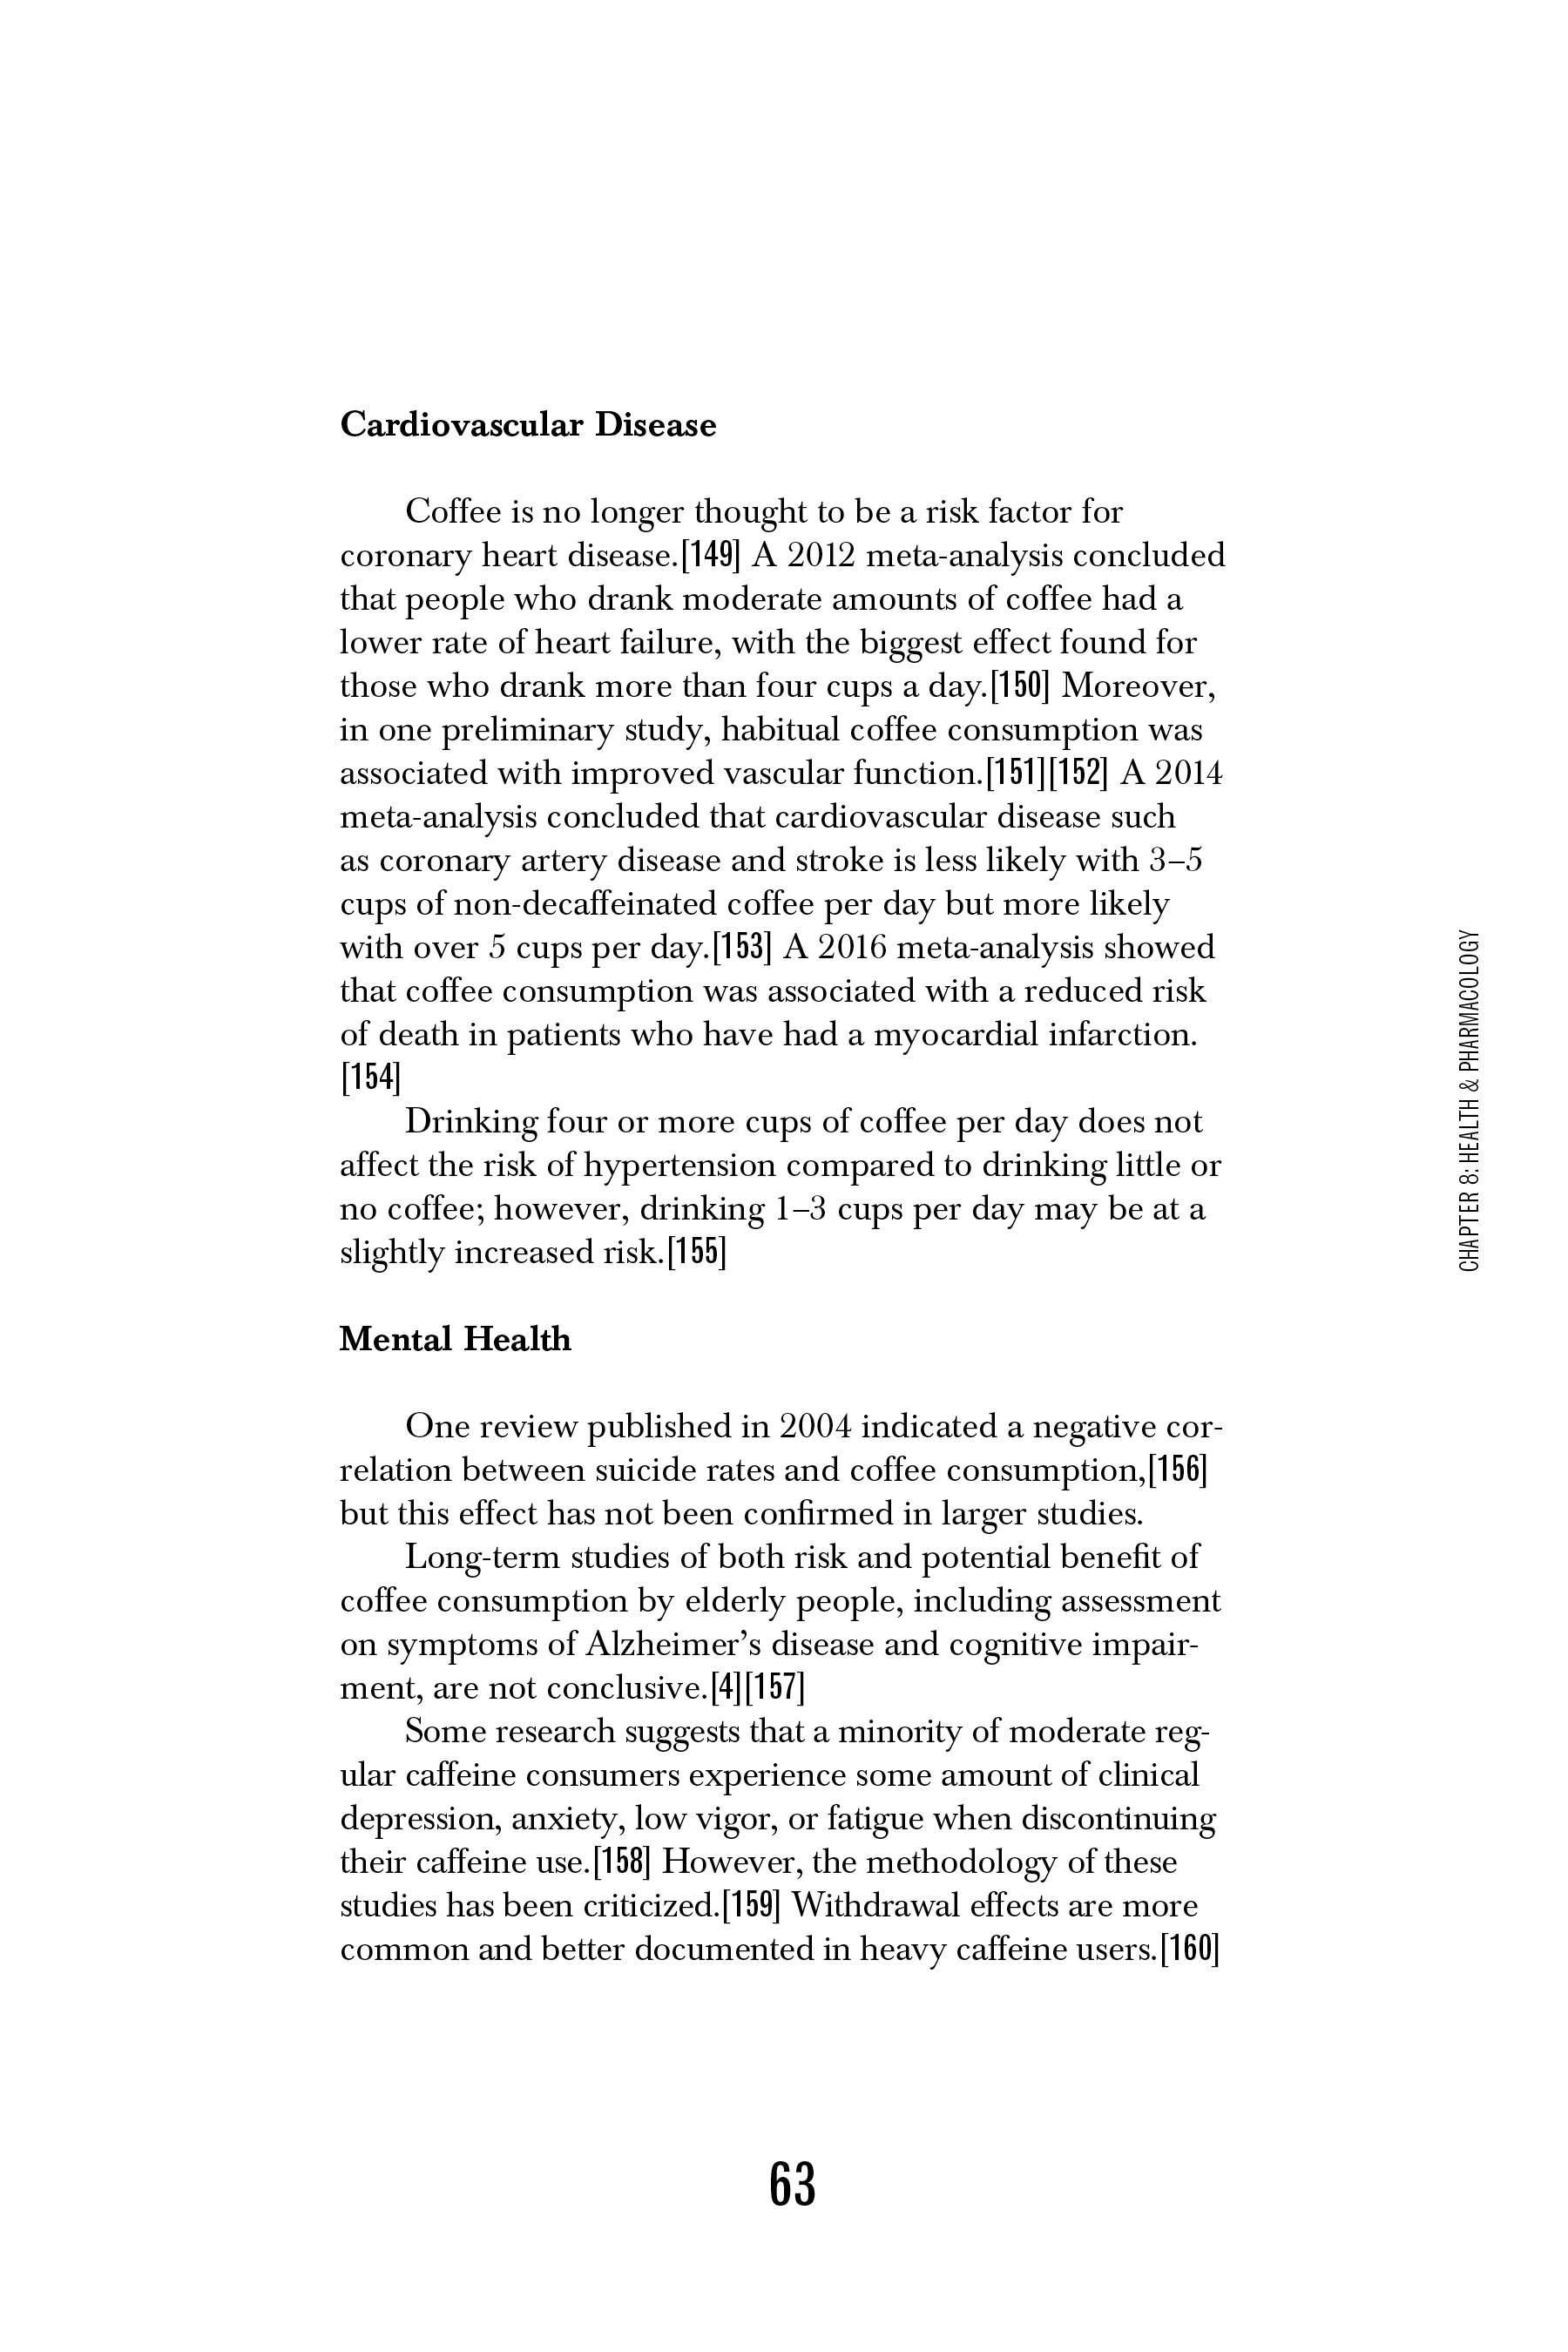 Cardiovascular Disease
Coffee is no longer thought to be a risk factor for
coronary heart disease.[149] A 2012 meta-analysis concluded
that people who drank moderate amounts of coffee had a
lower rate of heart failure, with the biggest effect found for
those who drank more than four cups a day.[150] Moreover,
in one preliminary study, habitual coffee consumption was
associated with improved vascular function.[151][152] A 2014
meta-analysis concluded that cardiovascular disease such
as coronary artery disease and stroke is less likely with 3–5
cups of non-decaffeinated coffee per day but more likely
with over 5 cups per day.[153] A 2016 meta-analysis showed
that coffee consumption was associated with a reduced risk
of death in patients who have had a myocardial infarction.
[154]
Drinking four or more cups of coffee per day does not
affect the risk of hypertension compared to drinking little or
no coffee; however, drinking 1–3 cups per day may be at a
slightly increased risk.[155]
Mental Health
One review published in 2004 indicated a negative cor-
relation between suicide rates and coffee consumption,[156]
but this effect has not been confirmed in larger studies.
Long-term studies of both risk and potential benefit of
coffee consumption by elderly people, including assessment
on symptoms of Alzheimer’s disease and cognitive impair-
ment, are not conclusive.[4][157]
Some research suggests that a minority of moderate reg-
ular caffeine consumers experience some amount of clinical
depression, anxiety, low vigor, or fatigue when discontinuing
their caffeine use.[158] However, the methodology of these
studies has been criticized.[159] Withdrawal effects are more
common and better documented in heavy caffeine users.[160]
CHAPTER 8: HEALTH & PHARMACOLOGY
63